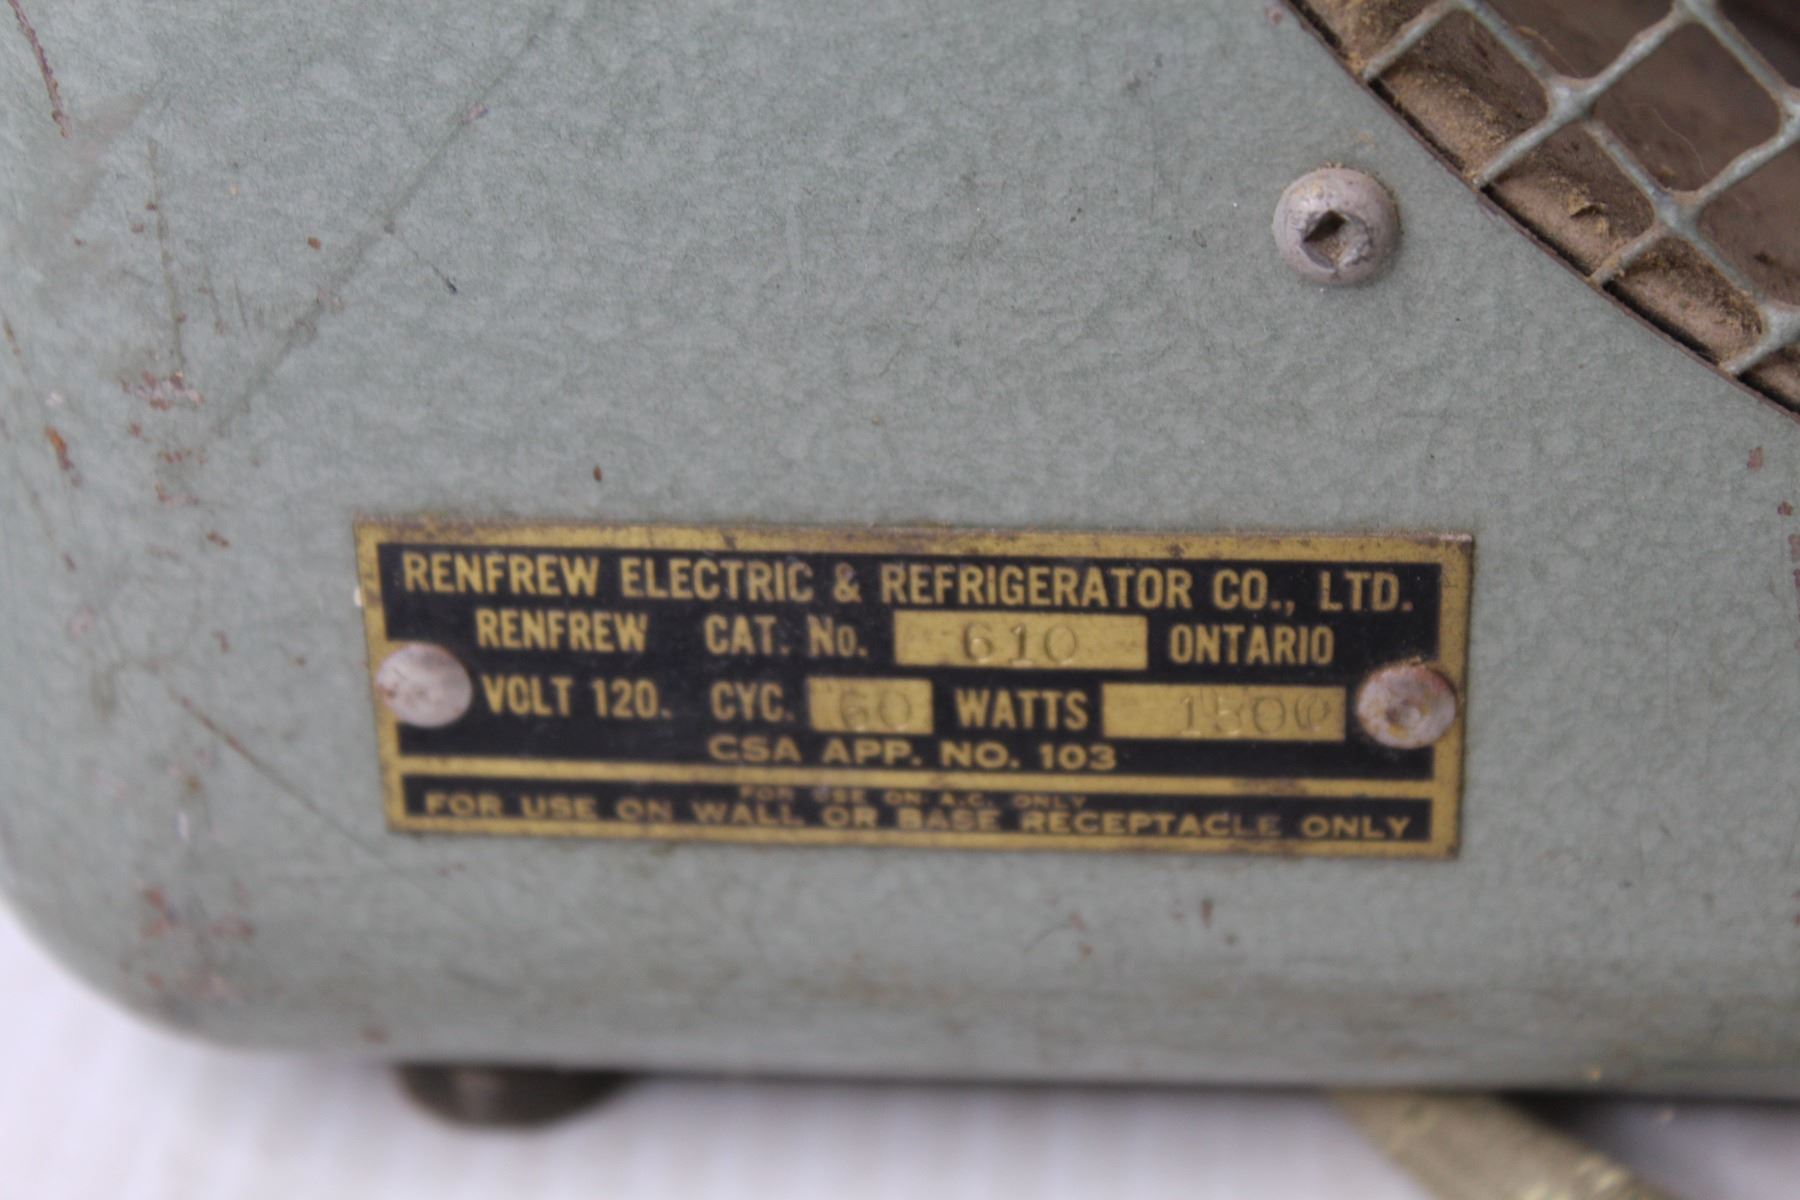 RENFREW ELECTRIC & REFRIGERATOR CO., LTD.
RENFREW CAT. No. 610 ONTARIO
VOLT 120. CYC. 60 WATTS 1500
CSA APP. NO. 103
FOR USE ON A.C. ONLY
FOR USE ON WALL OR BASE RECEPTACLE ONLY